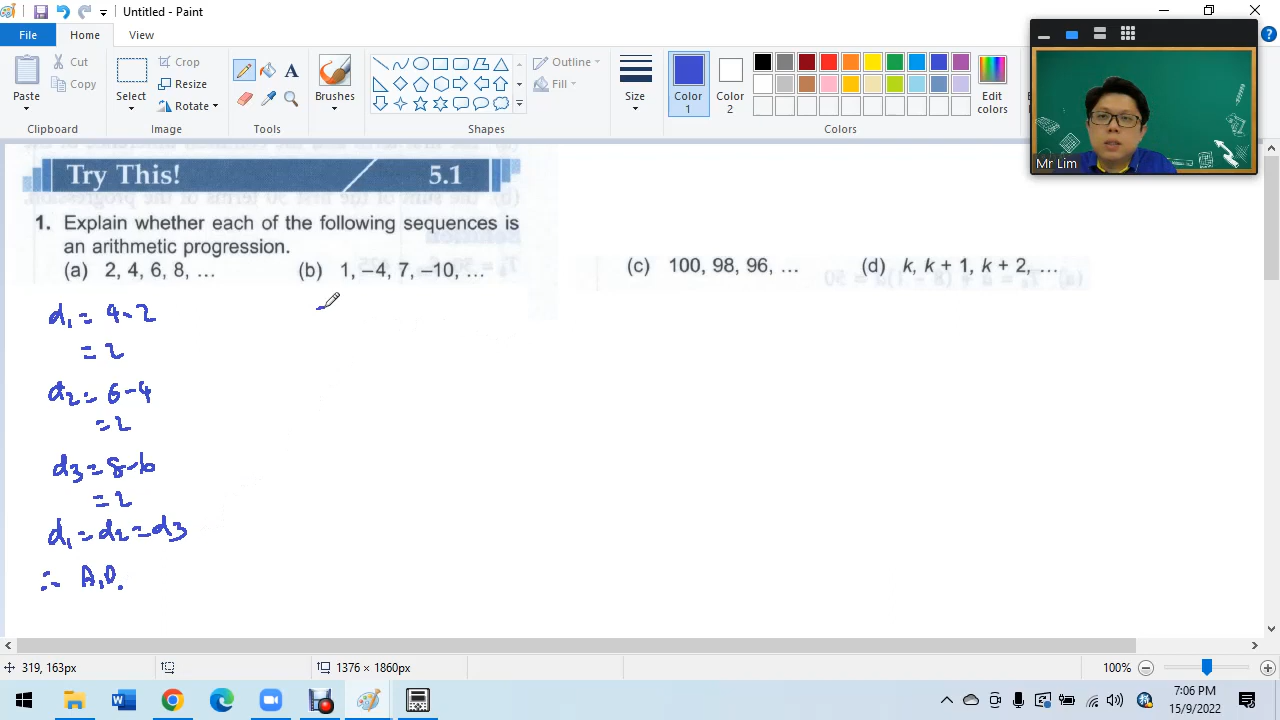 Untitled - Paint
File
Home
View
Paste
Cut
Copy
Clipboard
Select
Crop
Resize
Rotate
Image
Tools
Brushes
Outline
Fill
Shapes
Size
Color 1
Color 2
Edit colors
Colors
Mr Lim
Try This! 5.1
1. Explain whether each of the following sequences is
an arithmetic progression.
(a) 2, 4, 6, 8, …
(b) 1, –4, 7, –10, …
(c) 100, 98, 96, …
(d) k, k + 1, k + 2, …
d₁ = 4-2
= 2
d₂ = 6-4
= 2
d₃ = 8-6
= 2
d₁ = d₂ = d₃
∴ A.P.
319, 163px
1376 × 1860px
100%
7:06 PM
15/9/2022